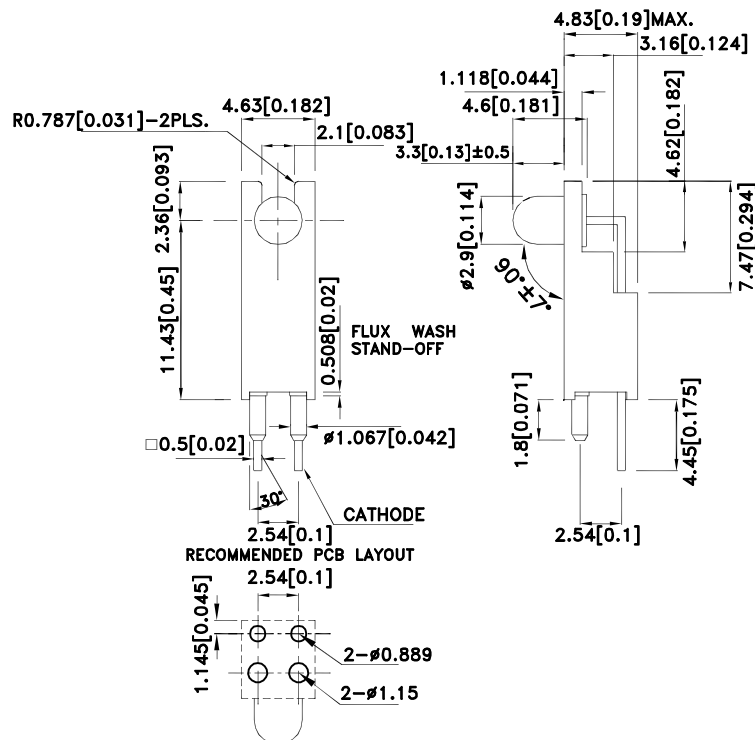 4.83[0.19]MAX.
3.16[0.124]
1.118[0.044]
4.63[0.182]
4.6[0.181]
R0.787[0.031]-2PLS.
2.1[0.083]
3.3[0.13]±0.5
4.62[0.182]
2.36[0.093]
ø2.9[0.114]
7.47[0.294]
90°±7°
11.43[0.45]
0.508[0.02]
FLUX WASH
STAND-OFF
□0.5[0.02]
ø1.067[0.042]
1.8[0.071]
4.45[0.175]
30°
CATHODE
2.54[0.1]
2.54[0.1]
RECOMMENDED PCB LAYOUT
2.54[0.1]
1.145[0.045]
2-ø0.889
2-ø1.15